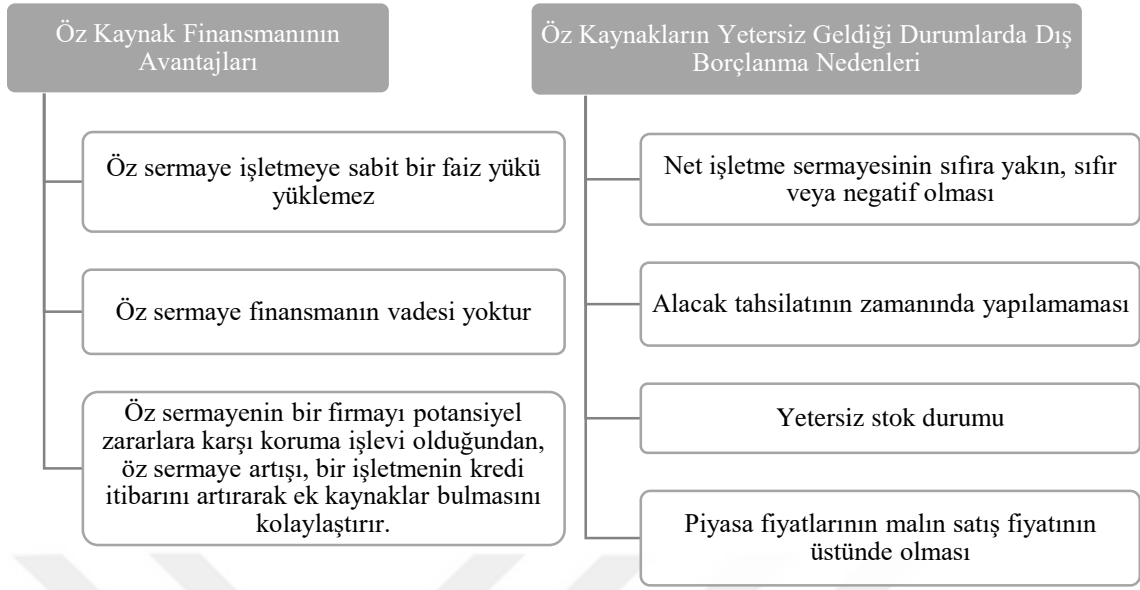 Öz Kaynak Finansmanının
Avantajları
Öz sermaye işletmeye sabit bir faiz yükü
yüklemez
Öz sermaye finansmanın vadesi yoktur
Öz sermayenin bir firmayı potansiyel
zararlara karşı koruma işlevi olduğundan,
öz sermaye artışı, bir işletmenin kredi
itibarını artırarak ek kaynaklar bulmasını
kolaylaştırır.
Öz Kaynakların Yetersiz Geldiği Durumlarda Dış
Borçlanma Nedenleri
Net işletme sermayesinin sıfıra yakın, sıfır
veya negatif olması
Alacak tahsilatının zamanında yapılamaması
Yetersiz stok durumu
Piyasa fiyatlarının malın satış fiyatının
üstünde olması